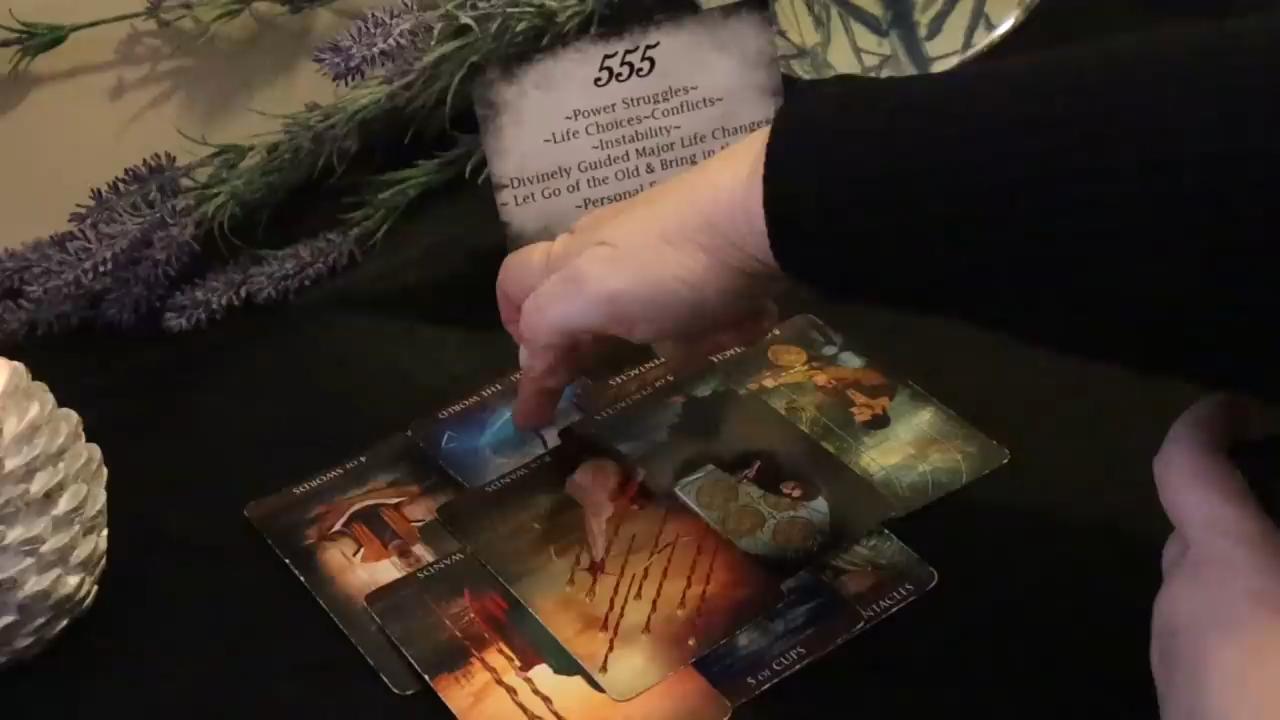 555
~Power Struggles~
~Life Choices~Conflicts~
~Instability~
~Divinely Guided Major Life Changes
~ Let Go of the Old & Bring in
~Personal
THE WORLD
PENTACLES
5 OF PENTACLES
4 OF SWORDS
OF WANDS
WANDS
5 OF CUPS
NTACLES